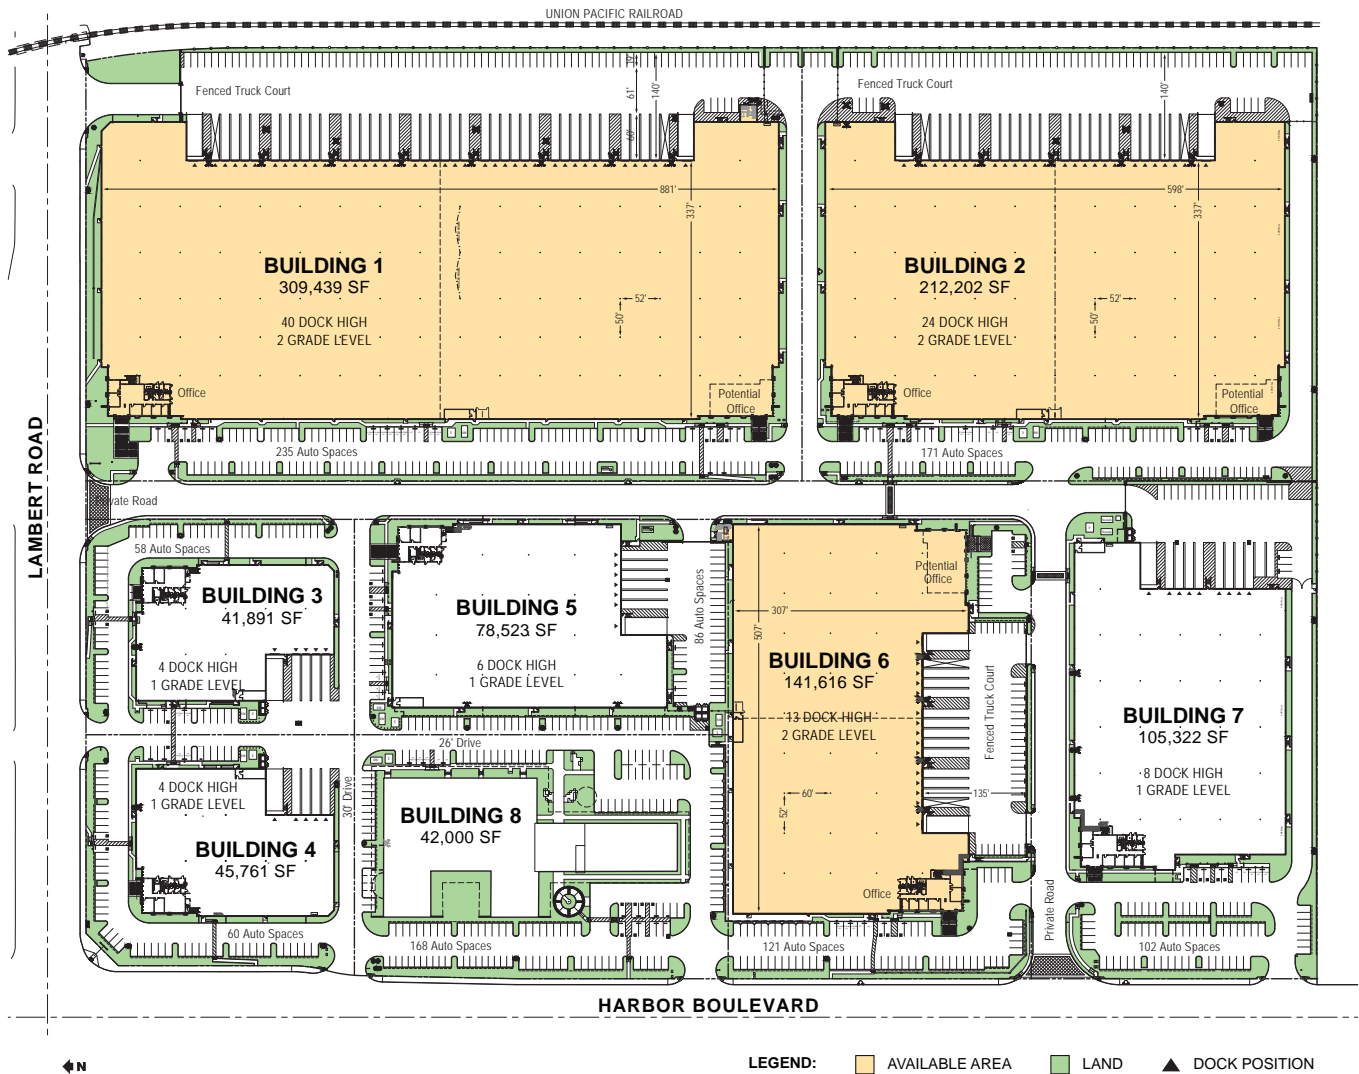 UNION PACIFIC RAILROAD
Fenced Truck Court
19'
61'
140'
60'
Fenced Truck Court
140'
881'
337'
598'
337'
BUILDING 1
309,439 SF
40 DOCK HIGH
2 GRADE LEVEL
52'
50'
BUILDING 2
212,202 SF
24 DOCK HIGH
2 GRADE LEVEL
52'
50'
Office
Potential
Office
Office
Potential
Office
235 Auto Spaces
171 Auto Spaces
LAMBERT ROAD
Private Road
58 Auto Spaces
BUILDING 3
41,891 SF
4 DOCK HIGH
1 GRADE LEVEL
BUILDING 5
78,523 SF
6 DOCK HIGH
1 GRADE LEVEL
86 Auto Spaces
Potential
Office
307'
507'
BUILDING 6
141,616 SF
13 DOCK HIGH
2 GRADE LEVEL
60'
52'
Office
Fenced Truck Court
135'
BUILDING 7
105,322 SF
8 DOCK HIGH
1 GRADE LEVEL
26' Drive
30' Drive
4 DOCK HIGH
1 GRADE LEVEL
BUILDING 4
45,761 SF
BUILDING 8
42,000 SF
60 Auto Spaces
168 Auto Spaces
121 Auto Spaces
Private Road
102 Auto Spaces
HARBOR BOULEVARD
N
LEGEND:
AVAILABLE AREA
LAND
DOCK POSITION